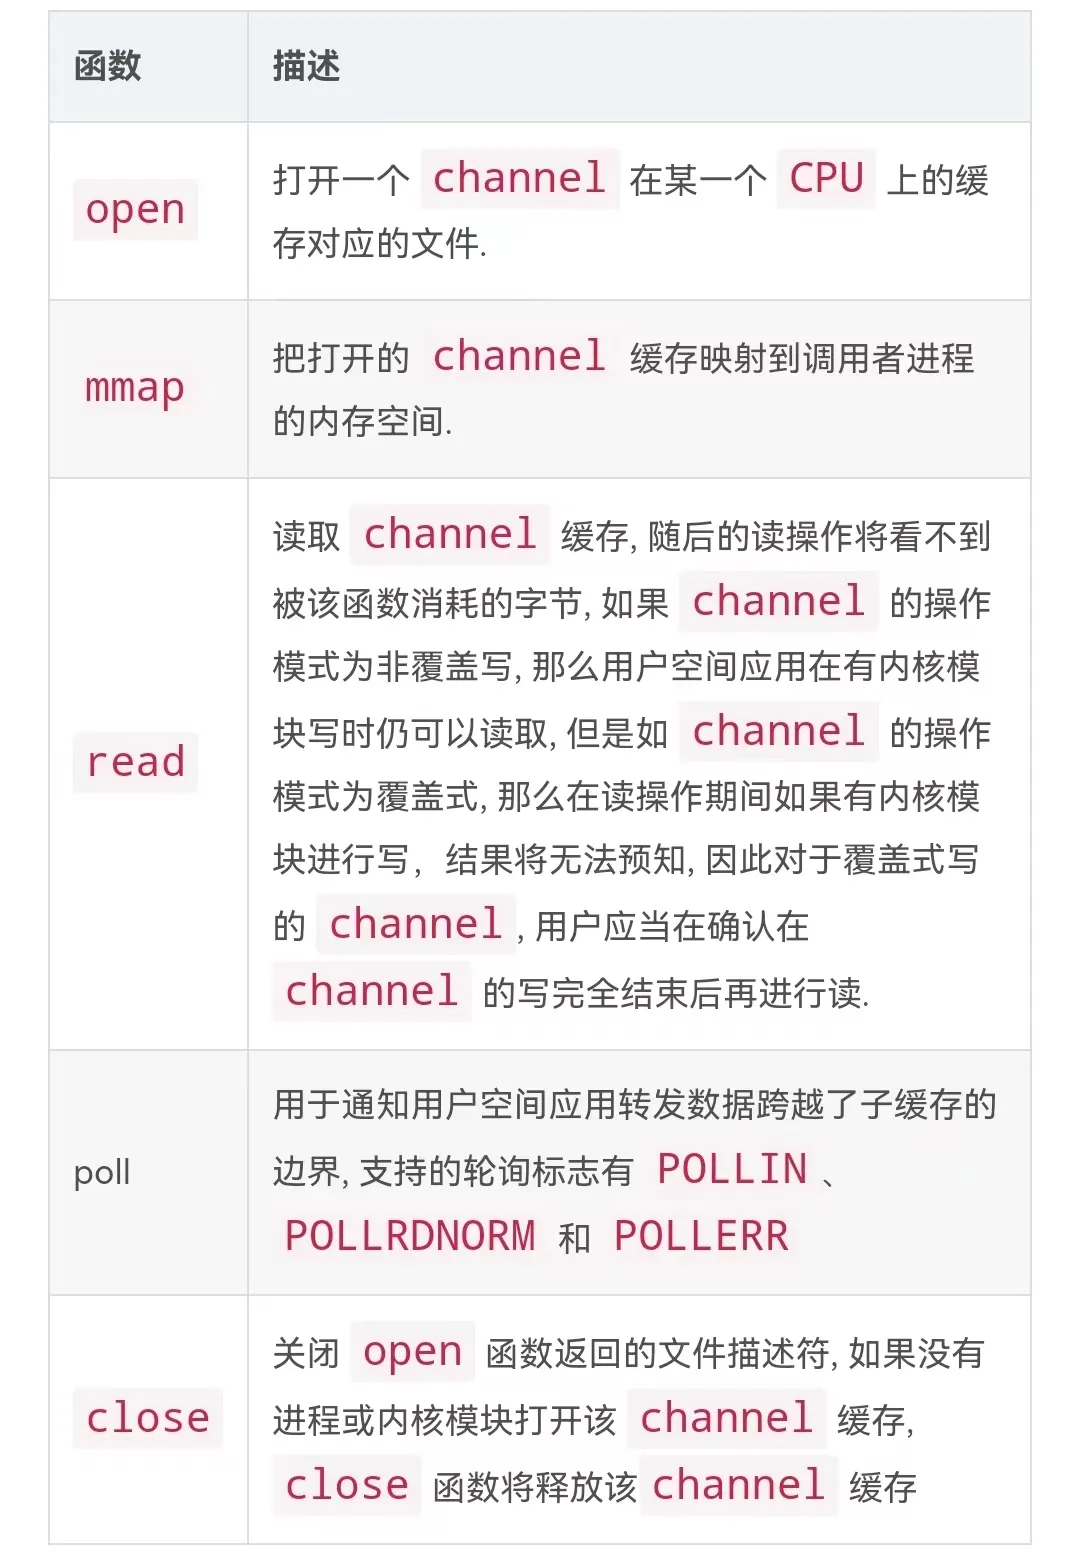 函数 描述
open
打开一个 channel 在某一个 CPU 上的缓
存对应的文件.
mmap
把打开的 channel 缓存映射到调用者进程
的内存空间.
read
读取 channel 缓存, 随后的读操作将看不到
被该函数消耗的字节, 如果 channel 的操作
模式为非覆盖写, 那么用户空间应用在有内核模
块写时仍可以读取, 但是如 channel 的操作
模式为覆盖式, 那么在读操作期间如果有内核模
块进行写，结果将无法预知, 因此对于覆盖式写
的 channel , 用户应当在确认在
channel 的写完全结束后再进行读.
poll
用于通知用户空间应用转发数据跨越了子缓存的
边界, 支持的轮询标志有 POLLIN 、
POLLRDNORM 和 POLLERR
close
关闭 open 函数返回的文件描述符, 如果没有
进程或内核模块打开该 channel 缓存,
close 函数将释放该 channel 缓存